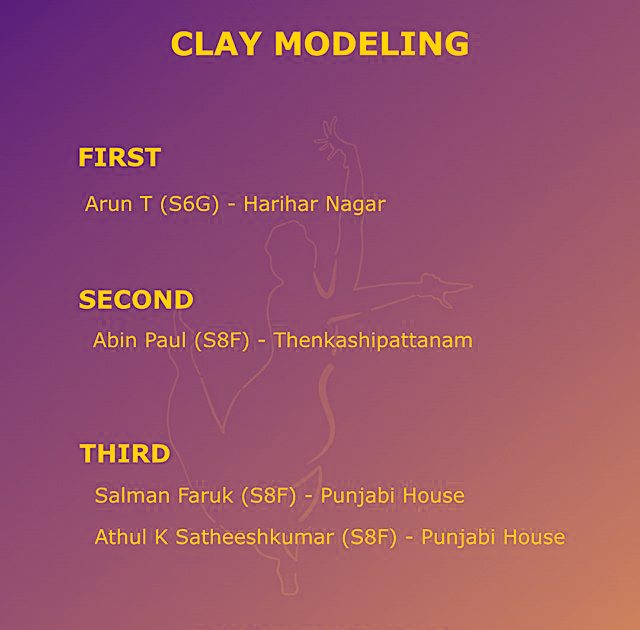 CLAY MODELING
FIRST
Arun T (S6G) - Harihar Nagar
SECOND
Abin Paul (S8F) - Thenkashipattanam
THIRD
Salman Faruk (S8F) - Punjabi House
Athul K Satheeshkumar (S8F) - Punjabi House